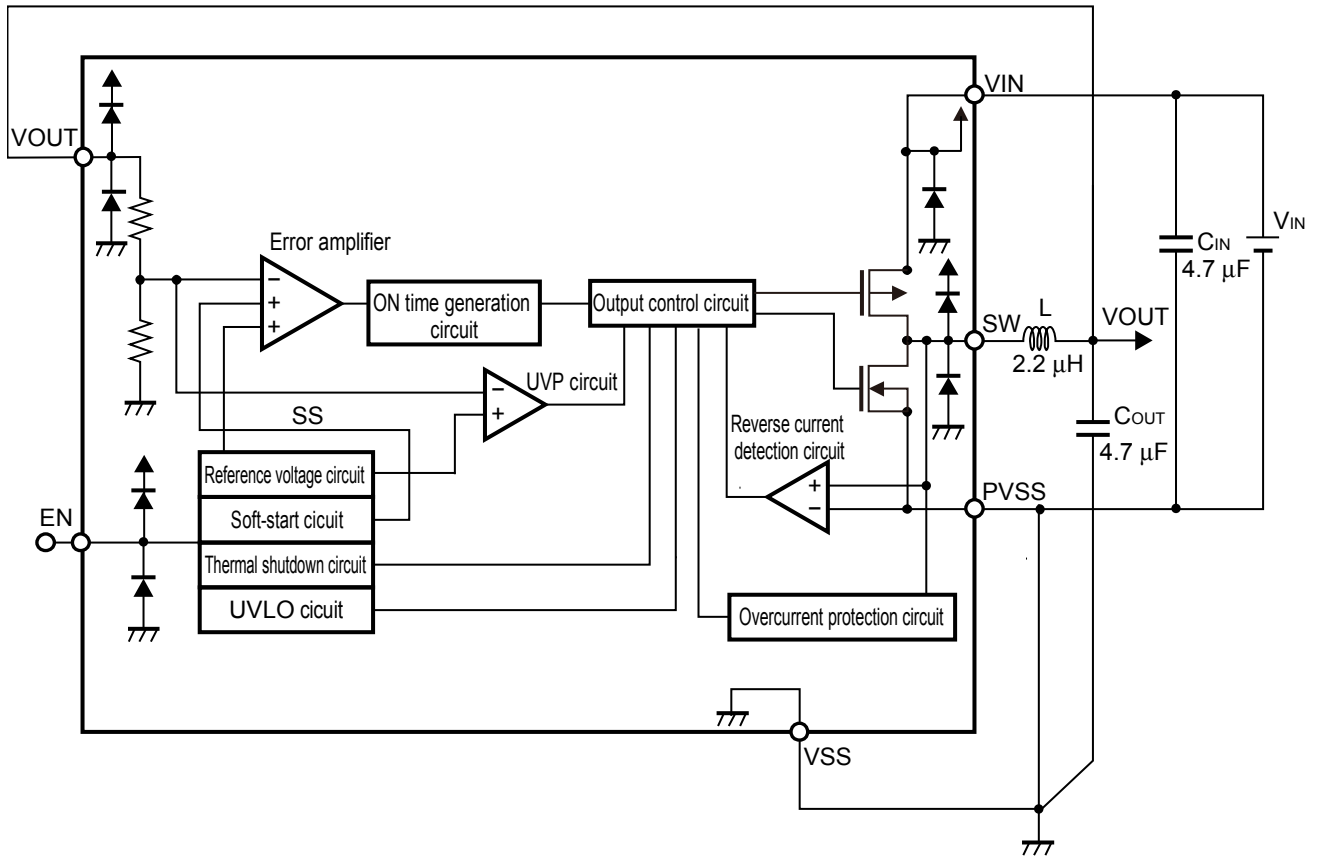 VIN
VOUT
VIN
Error amplifier
CIN
4.7 μF
−
+
+
ON time generation
circuit
Output control circuit
SW
L
2.2 μH
VOUT
UVP circuit
−
+
SS
Reverse current
detection circuit
COUT
4.7 μF
Reference voltage circuit
+
−
PVSS
EN
Soft-start cicuit
Thermal shutdown circuit
UVLO cicuit
Overcurrent protection circuit
VSS